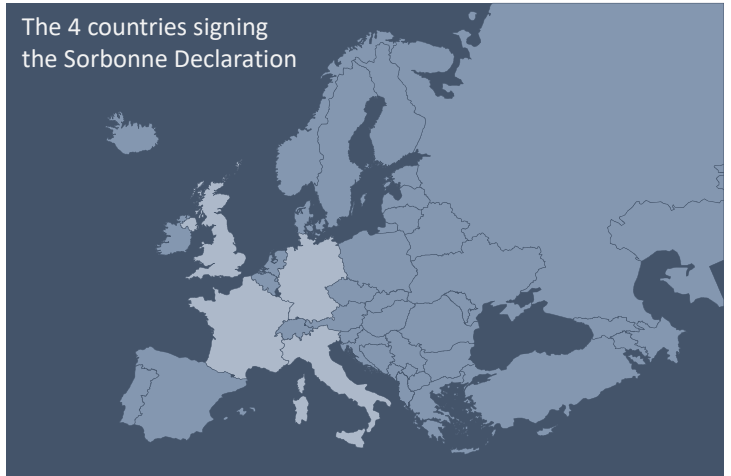 The 4 countries signing
the Sorbonne Declaration